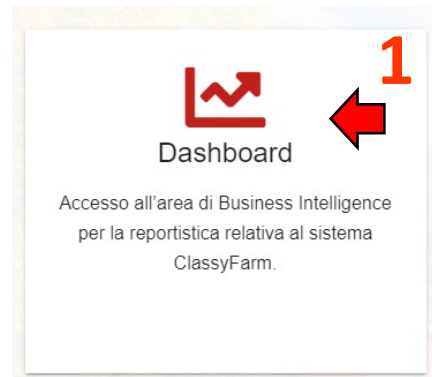 1
Dashboard
Accesso all'area di Business Intelligence
per la reportistica relativa al sistema
ClassyFarm.